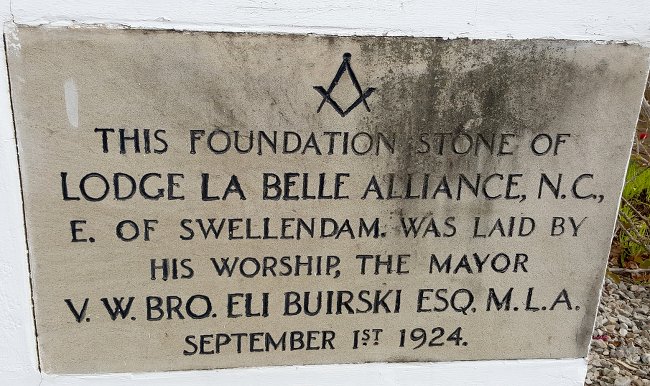 THIS FOUNDATION STONE OF
LODGE LA BELLE ALLIANCE, N.C.,
E. OF SWELLENDAM. WAS LAID BY
HIS WORSHIP, THE MAYOR
V. W. BRO. ELI BUIRSKI ESQ. M.L.A.
SEPTEMBER 1ST 1924.